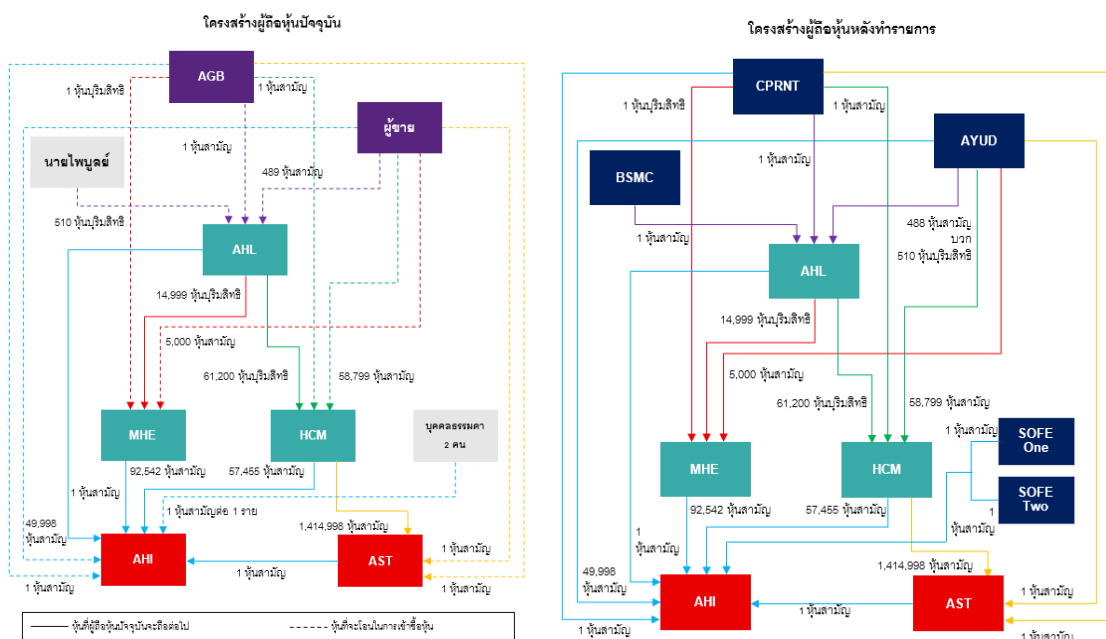 โครงสร้างผู้ถือหุ้นปัจจุบัน
AGB
1 หุ้นบุริมสิทธิ
1 หุ้นสามัญ
ผู้ขาย
นายไพบูลย์
1 หุ้นสามัญ
489 หุ้นสามัญ
510 หุ้นบุริมสิทธิ
AHL
14,999 หุ้นบุริมสิทธิ
5,000 หุ้นสามัญ
61,200 หุ้นบุริมสิทธิ
58,799 หุ้นสามัญ
MHE
HCM
บุคคลธรรมดา
2 คน
92,542 หุ้นสามัญ
57,455 หุ้นสามัญ
1 หุ้นสามัญ
1 หุ้นสามัญต่อ 1 ราย
49,998
หุ้นสามัญ
1,414,998 หุ้นสามัญ
AHI
AST
1 หุ้นสามัญ
1 หุ้นสามัญ
1 หุ้นสามัญ
1 หุ้นสามัญ
หุ้นที่ผู้ถือหุ้นปัจจุบันจะถือต่อไป
หุ้นที่จะโอนในการเข้าซื้อหุ้น
โครงสร้างผู้ถือหุ้นหลังทำรายการ
CPRNT
1 หุ้นบุริมสิทธิ
1 หุ้นสามัญ
AYUD
BSMC
1 หุ้นสามัญ
1 หุ้นสามัญ
488 หุ้นสามัญ
บวก
510 หุ้นบุริมสิทธิ
AHL
14,999 หุ้นบุริมสิทธิ
5,000 หุ้นสามัญ
61,200 หุ้นบุริมสิทธิ
58,799 หุ้นสามัญ
1 หุ้นสามัญ
SOFE
One
MHE
HCM
SOFE
Two
92,542 หุ้นสามัญ
57,455 หุ้นสามัญ
1
หุ้นสามัญ
1
หุ้นสามัญ
49,998
หุ้นสามัญ
1,414,998 หุ้นสามัญ
AHI
AST
1 หุ้นสามัญ
1 หุ้นสามัญ
1 หุ้นสามัญ
1 หุ้นสามัญ